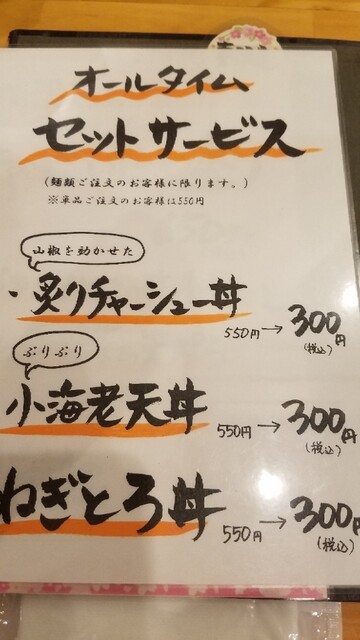 オールタイム
セットサービス
(麺類ご注文のお客様に限ります。)
※単品ご注文のお客様は550円
山椒を効かせた
・炙りチャーシュー丼 550円→300円
(税込)
ぷりぷり
小海老天丼 550円→300円
(税込)
ねぎとろ丼 550円→300円
(税込)